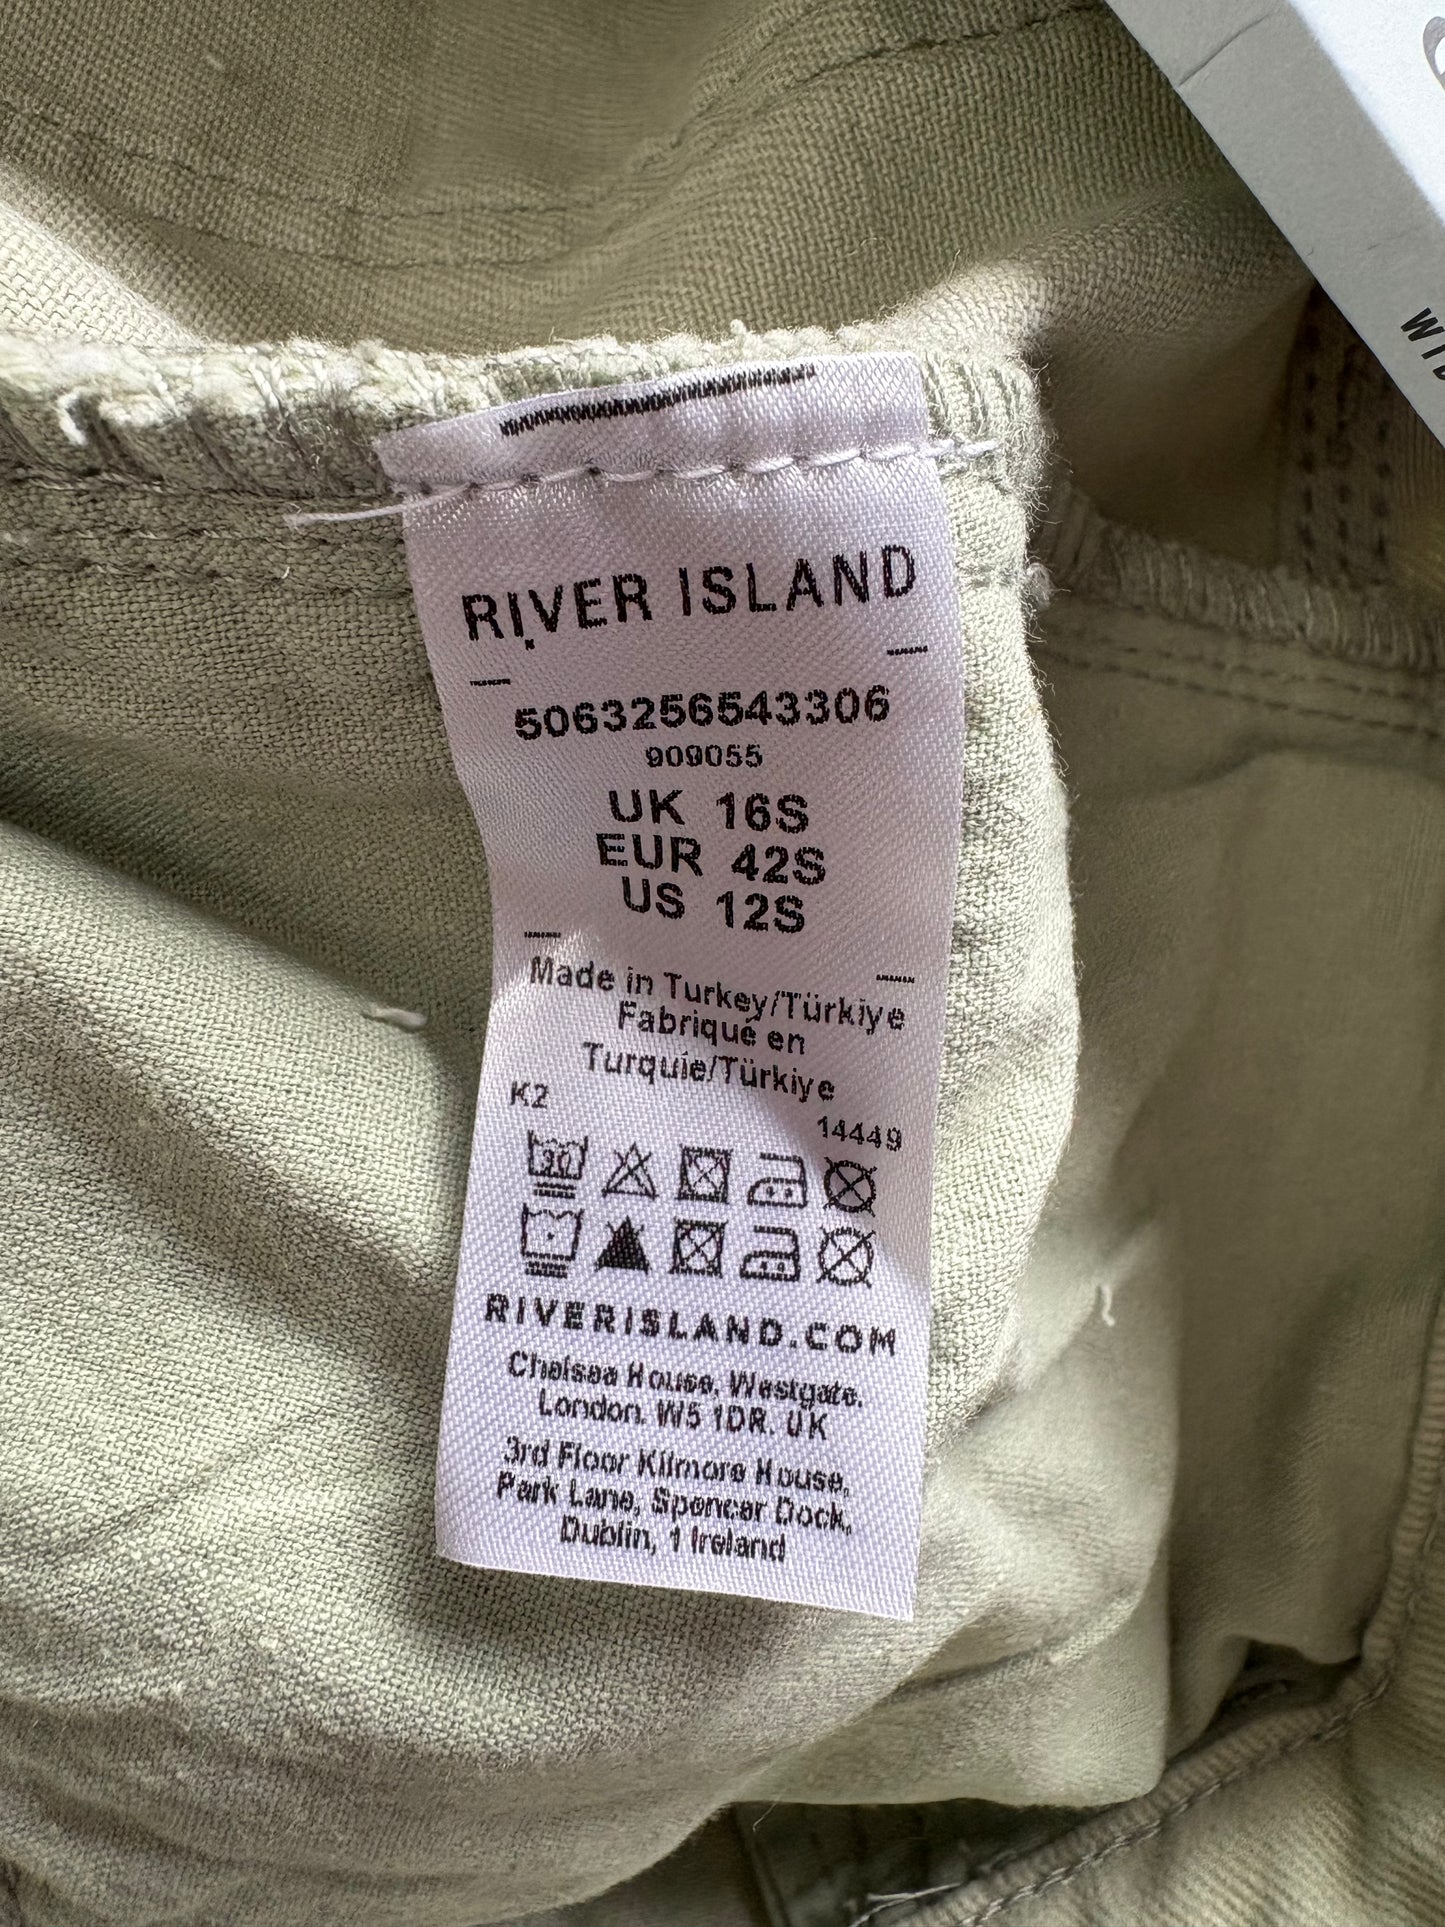 RIVER ISLAND
5063256543306
909055
UK 16S
EUR 42S
US 12S
Made in Turkey/Türkiye
Fabrique en
Turquie/Türkiye
K2
14449
30
RIVERISLAND.COM
Chelsea House, Westgate,
London. W5 1DR. UK
3rd Floor Kilmore House,
Park Lane, Spencer Dock,
Dublin, 1 Ireland